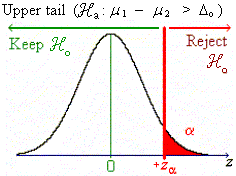 Upper tail (ℋₐ: μ₁ − μ₂ > Δₒ)
Keep ℋₒ
Reject
ℋₒ
α
0
+zα
z